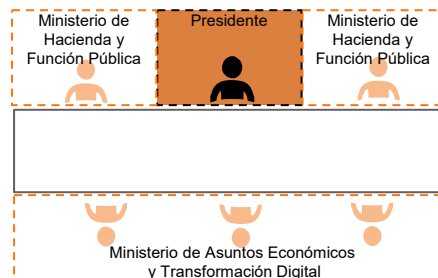 Ministerio de
Hacienda y
Función Pública
Presidente
Ministerio de
Hacienda y
Función Pública
Ministerio de Asuntos Económicos
y Transformación Digital